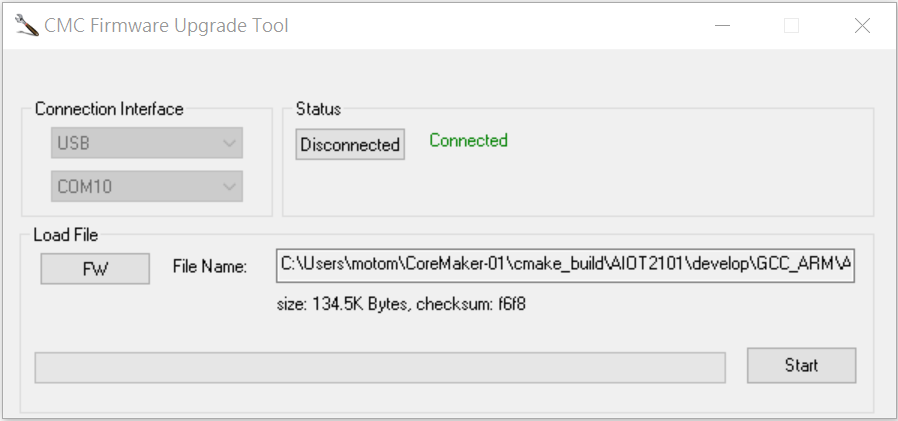 CMC Firmware Upgrade Tool
Connection Interface
USB
COM10
Status
Disconnected
Connected
Load File
FW
File Name:
C:\Users\motom\CoreMaker-01\cmake_build\AIOT2101\develop\GCC_ARM\A
size: 134.5K Bytes, checksum: f6f8
Start